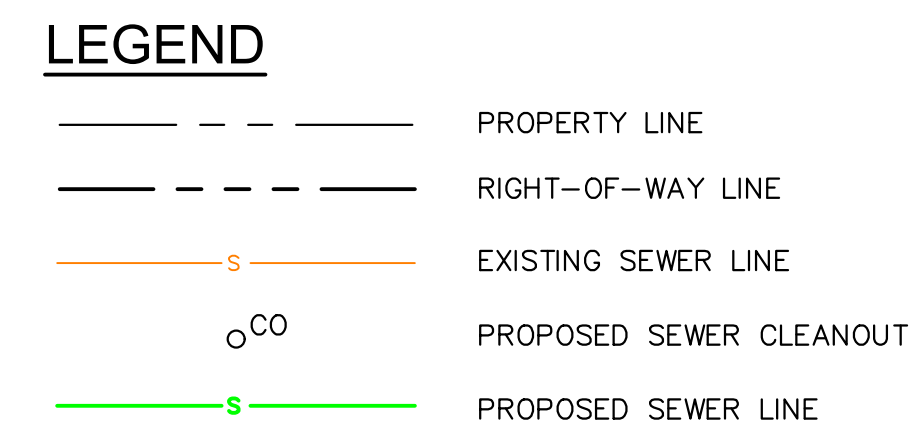 LEGEND
PROPERTY LINE
RIGHT-OF-WAY LINE
S EXISTING SEWER LINE
CO PROPOSED SEWER CLEANOUT
S PROPOSED SEWER LINE